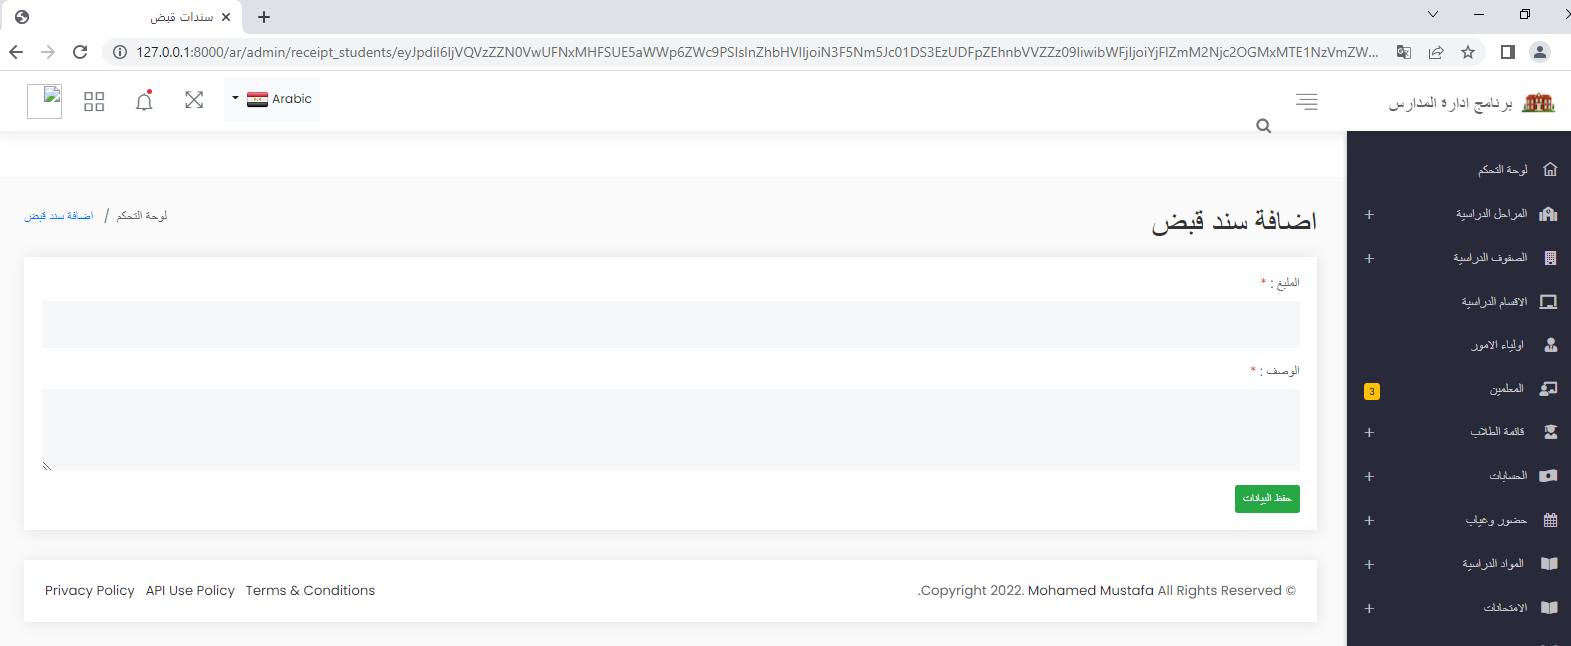 سندات قبض
127.0.0.1:8000/ar/admin/receipt_students/
Arabic
برنامج ادارة المدارس
لوحة التحكم
المراحل الدراسية
الصفوف الدراسية
الاقسام الدراسية
اولياء الامور
المعلمين
3
قائمة الطلاب
الحسابات
حضور وغياب
المواد الدراسية
الامتحانات
اضافة سند قبض
لوحة التحكم / اضافة سند قبض
المليغ : *
الوصف : *
حفظ البيانات
.Copyright 2022. Mohamed Mustafa All Rights Reserved ©
Privacy Policy API Use Policy Terms & Conditions